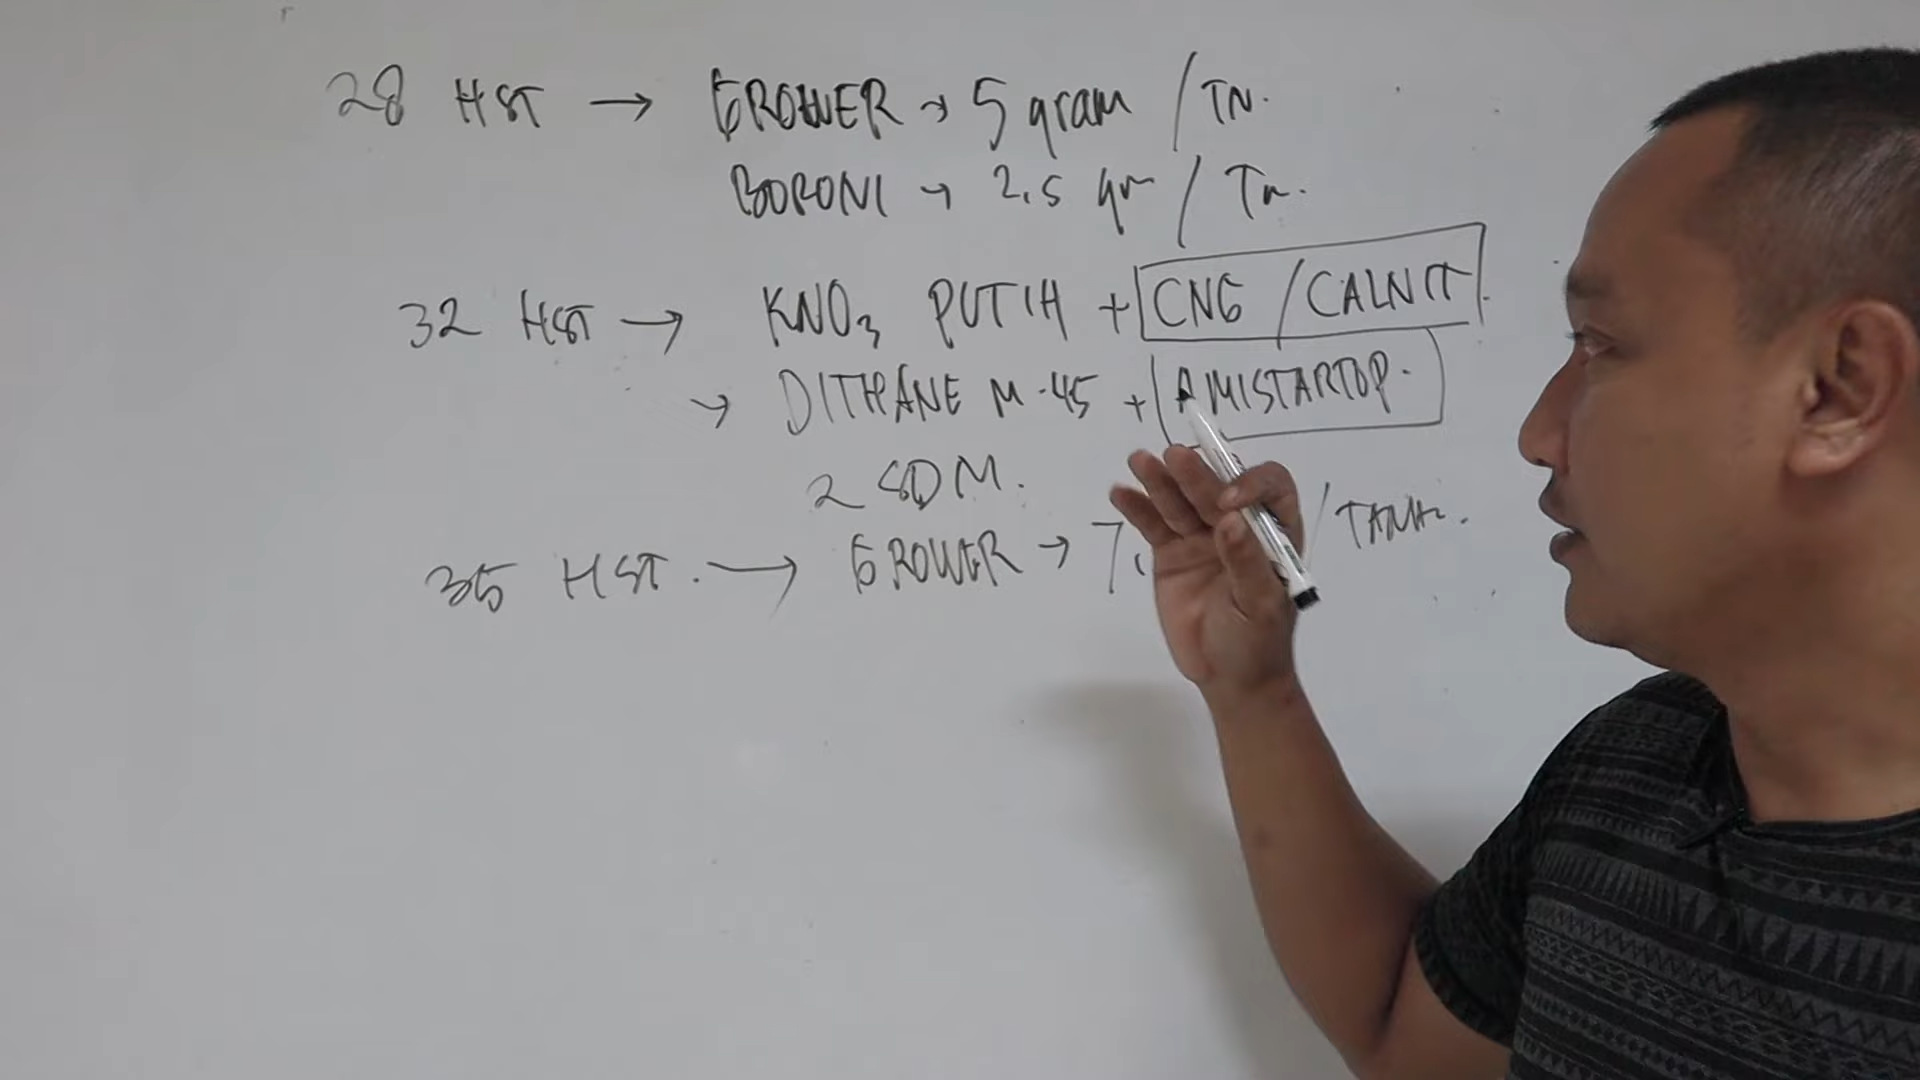 28 HST → GROWER → 5 gram / TN.
BORONI → 2.5 gr / Tn.
32 HST → KNO3 PUTIH + CNG / CALNIT.
→ DITHANE M-45 + AMISTARTOP.
2 SDM.
35 HST. → GROWER → 7, / TANAM.